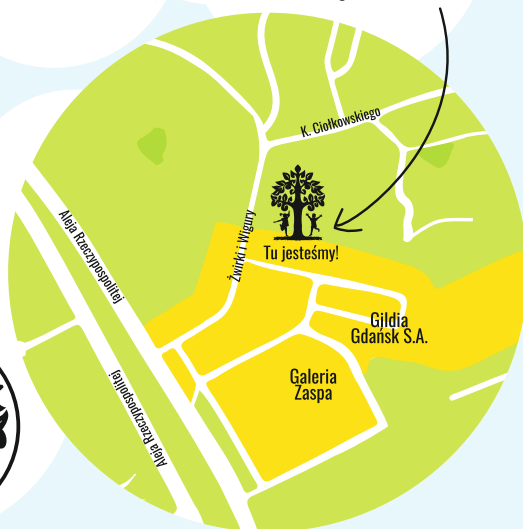 K. Ciołkowskiego
Żwirki i Wigury
Aleja Rzeczypospolitej
Tu jesteśmy!
Gildia
Gdańsk S.A.
Galeria
Zaspa
Aleja Rzeczypospolitej